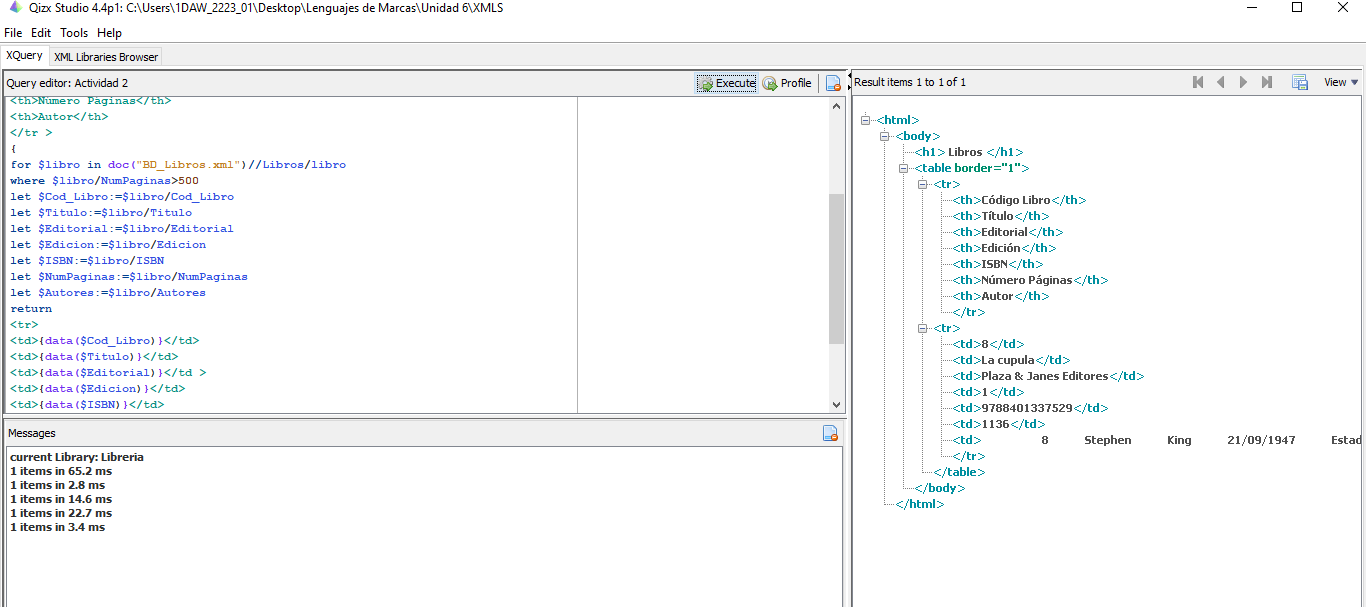 Qizx Studio 4.4p1: C:\Users\1DAW_2223_01\Desktop\Lenguajes de Marcas\Unidad 6\XMLS
File Edit Tools Help
XQuery XML Libraries Browser
Query editor: Actividad 2 Execute Profile
<th>Número Páginas</th>
<th>Autor</th>
</tr >
{
for $libro in doc("BD_Libros.xml")//Libros/libro
where $libro/NumPaginas>500
let $Cod_Libro:=$libro/Cod_Libro
let $Titulo:=$libro/Titulo
let $Editorial:=$libro/Editorial
let $Edicion:=$libro/Edicion
let $ISBN:=$libro/ISBN
let $NumPaginas:=$libro/NumPaginas
let $Autores:=$libro/Autores
return
<tr>
<td>{data($Cod_Libro)}</td>
<td>{data($Titulo)}</td>
<td>{data($Editorial)}</td >
<td>{data($Edicion)}</td>
<td>{data($ISBN)}</td>
Messages
current Library: Libreria
1 items in 65.2 ms
1 items in 2.8 ms
1 items in 14.6 ms
1 items in 22.7 ms
1 items in 3.4 ms
Result items 1 to 1 of 1 View
<html>
<body>
<h1> Libros </h1>
<table border="1">
<tr>
<th>Código Libro</th>
<th>Título</th>
<th>Editorial</th>
<th>Edición</th>
<th>ISBN</th>
<th>Número Páginas</th>
<th>Autor</th>
</tr>
<tr>
<td>8</td>
<td>La cupula</td>
<td>Plaza & Janes Editores</td>
<td>1</td>
<td>9788401337529</td>
<td>1136</td>
<td> 8 Stephen King 21/09/1947 Estad
</tr>
</table>
</body>
</html>